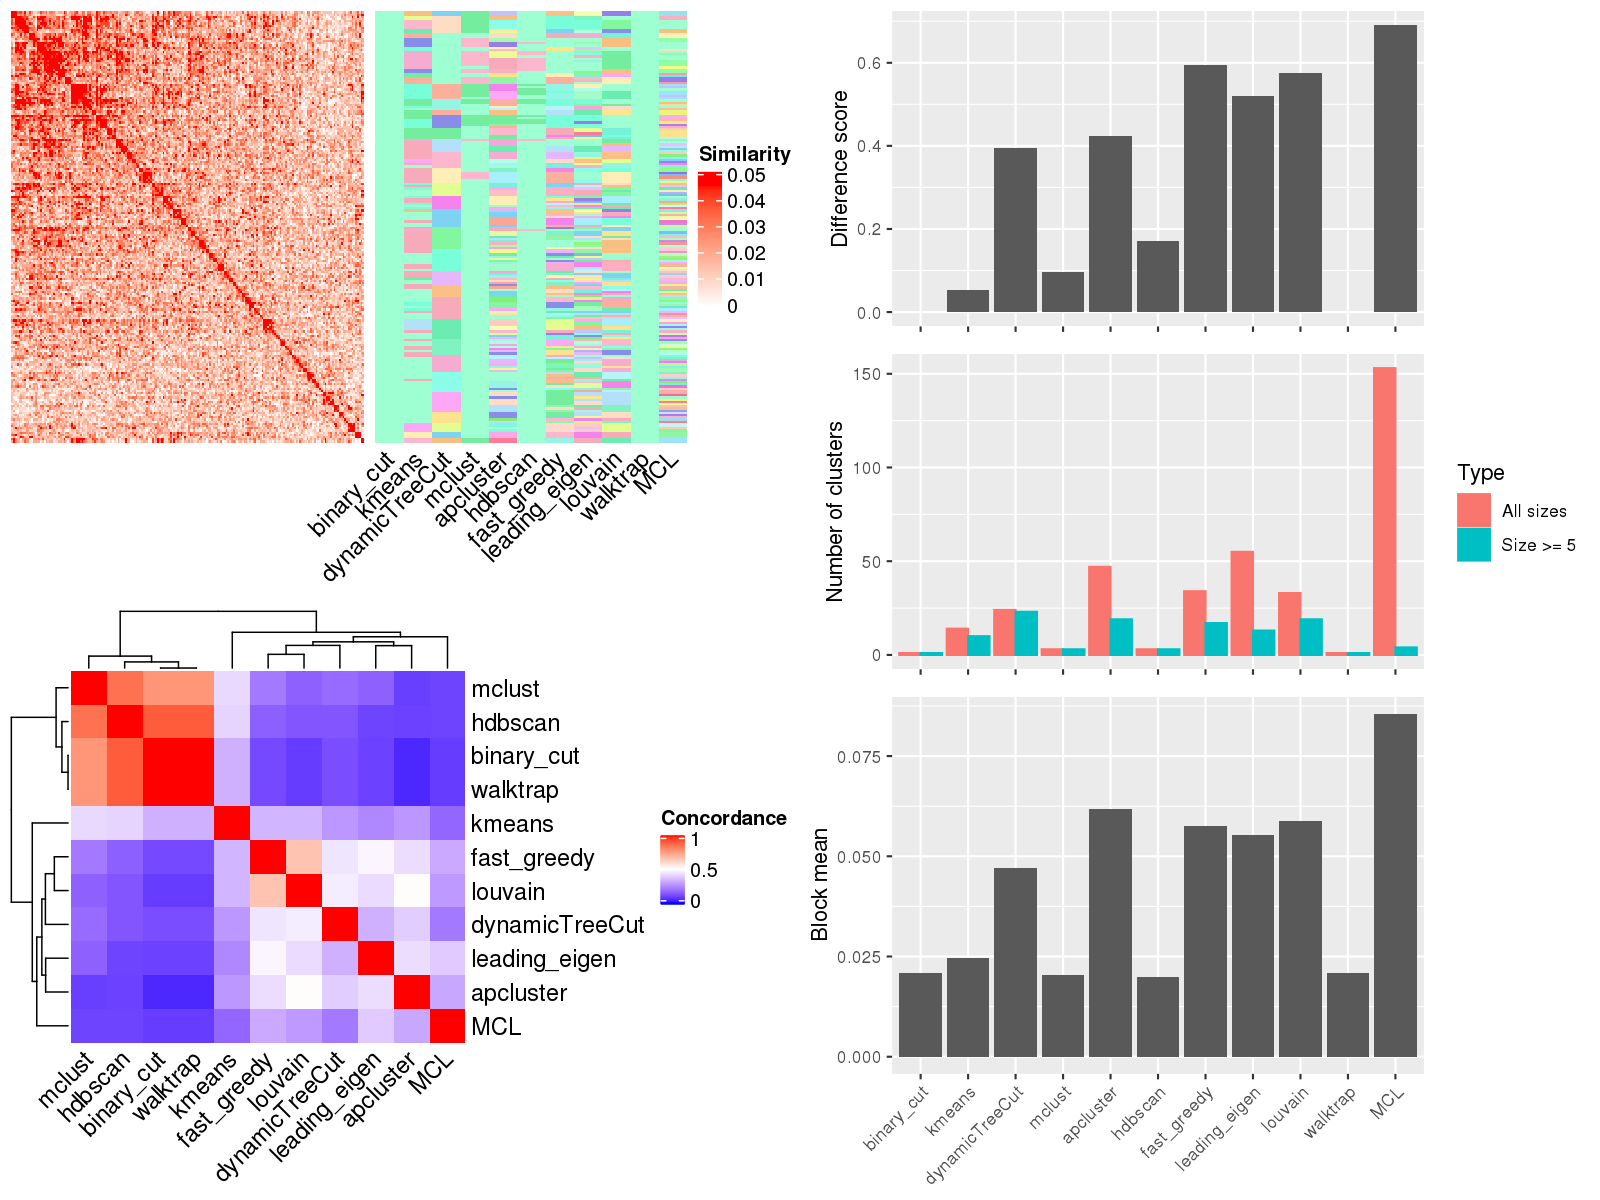 Similarity
0.05
0.04
0.03
0.02
0.01
0
binary_cut
kmeans
dynamicTreeCut
mclust
apcluster
hdbscan
fast_greedy
leading_eigen
louvain
walktrap
MCL
mclust
hdbscan
binary_cut
walktrap
kmeans
fast_greedy
louvain
dynamicTreeCut
leading_eigen
apcluster
MCL
Concordance
1
0.5
0
mclust
hdbscan
binary_cut
walktrap
kmeans
fast_greedy
louvain
dynamicTreeCut
leading_eigen
apcluster
MCL
Difference score
0.6
0.4
0.2
0.0
Number of clusters
150
100
50
0
Type
All sizes
Size >= 5
Block mean
0.075
0.050
0.025
0.000
binary_cut
kmeans
dynamicTreeCut
mclust
apcluster
hdbscan
fast_greedy
leading_eigen
louvain
walktrap
MCL